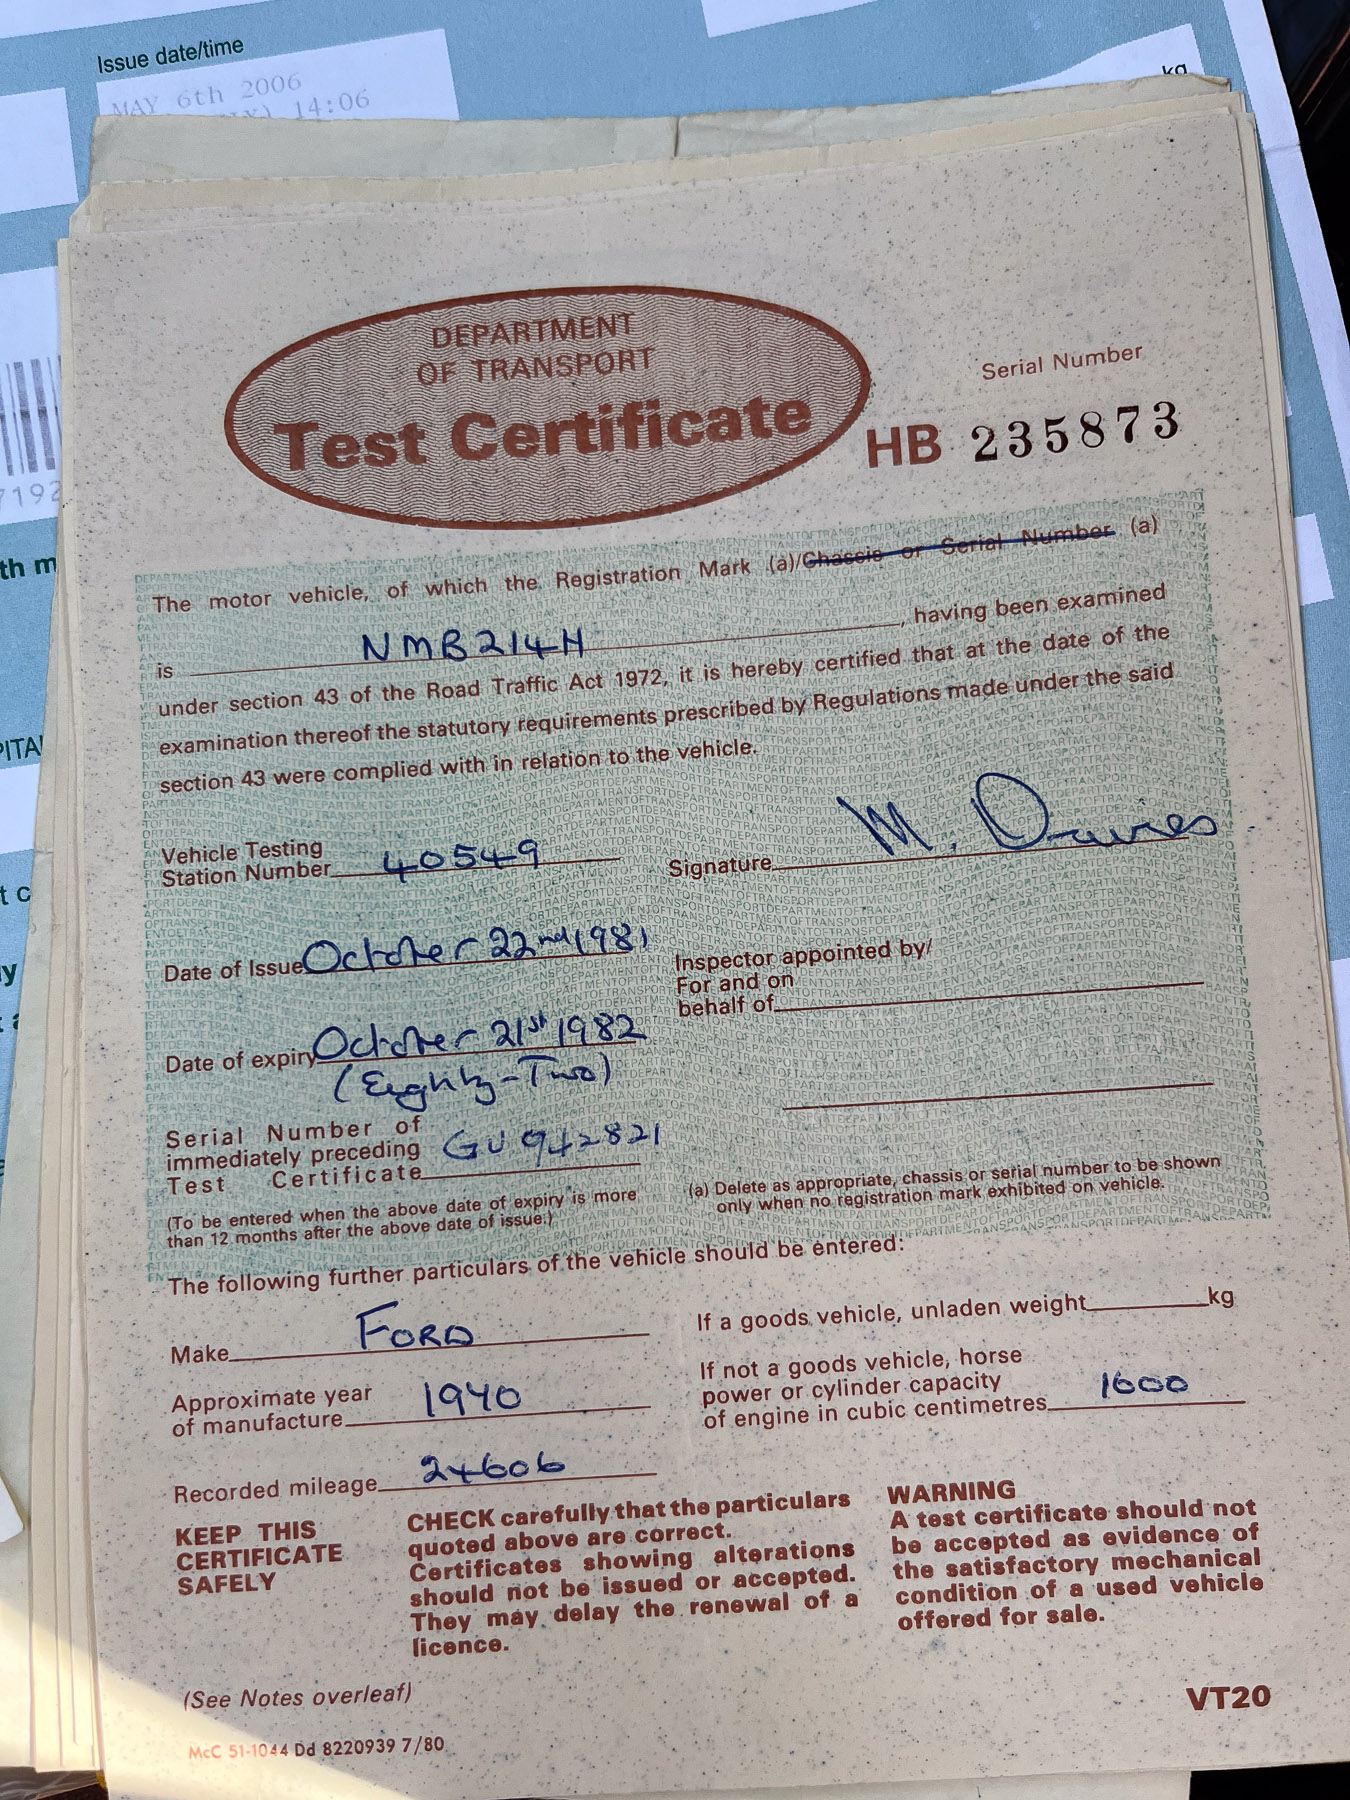 Issue date/time
MAY 6th 2006
14:06
kg
DEPARTMENT
OF TRANSPORT
Test Certificate
Serial Number
HB 235873
The motor vehicle, of which the Registration Mark (a)/Chassis or Serial Number (a)
is NMB214H, having been examined
under section 43 of the Road Traffic Act 1972, it is hereby certified that at the date of the
examination thereof the statutory requirements prescribed by Regulations made under the said
section 43 were complied with in relation to the vehicle.
Vehicle Testing
Station Number 40549
Signature M. Davies
Date of Issue October 22nd 1981
Inspector appointed by/
For and on
behalf of
Date of expiry October 21st 1982
(Eighty-Two)
Serial Number of
immediately preceding
Test Certificate GU 942821
(To be entered when the above date of expiry is more
than 12 months after the above date of issue.)
(a) Delete as appropriate, chassis or serial number to be shown
only when no registration mark exhibited on vehicle.
The following further particulars of the vehicle should be entered:
Make FORD
If a goods vehicle, unladen weight kg
Approximate year
of manufacture 1970
If not a goods vehicle, horse
power or cylinder capacity
of engine in cubic centimetres 1600
Recorded mileage 24606
KEEP THIS
CERTIFICATE
SAFELY
CHECK carefully that the particulars
quoted above are correct.
Certificates showing alterations
should not be issued or accepted.
They may delay the renewal of a
licence.
WARNING
A test certificate should not
be accepted as evidence of
the satisfactory mechanical
condition of a used vehicle
offered for sale.
(See Notes overleaf)
VT20
McC 51-1044 Dd 8220939 7/80